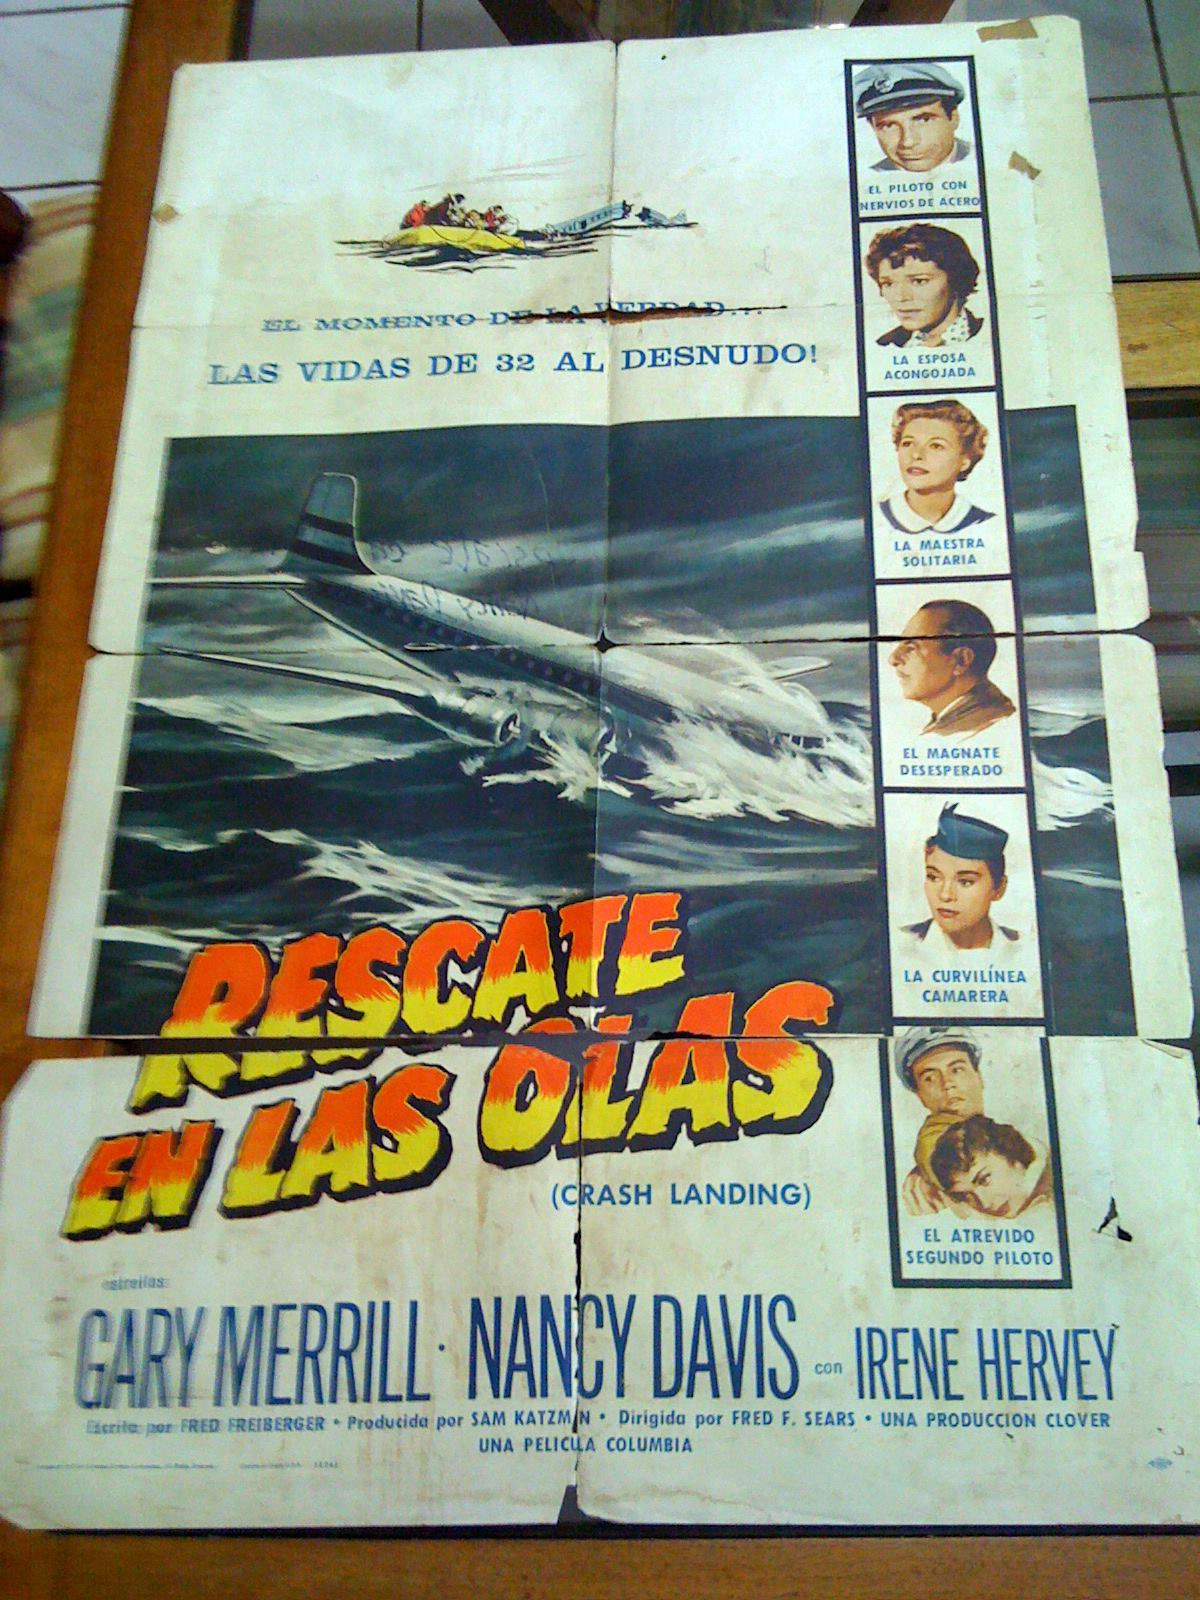 EL MOMENTO DE LA VERDAD...
LAS VIDAS DE 32 AL DESNUDO!
EL PILOTO CON
NERVIOS DE ACERO
LA ESPOSA
ACONGOJADA
LA MAESTRA
SOLITARIA
EL MAGNATE
DESESPERADO
LA CURVILÍNEA
CAMARERA
EL ATREVIDO
SEGUNDO PILOTO
RESCATE
EN LAS OLAS
(CRASH LANDING)
estrellas:
GARY MERRILL · NANCY DAVIS con IRENE HERVEY
Escrita por FRED FREIBERGER • Producida por SAM KATZMAN • Dirigida por FRED F. SEARS • UNA PRODUCCION CLOVER
UNA PELICULA COLUMBIA